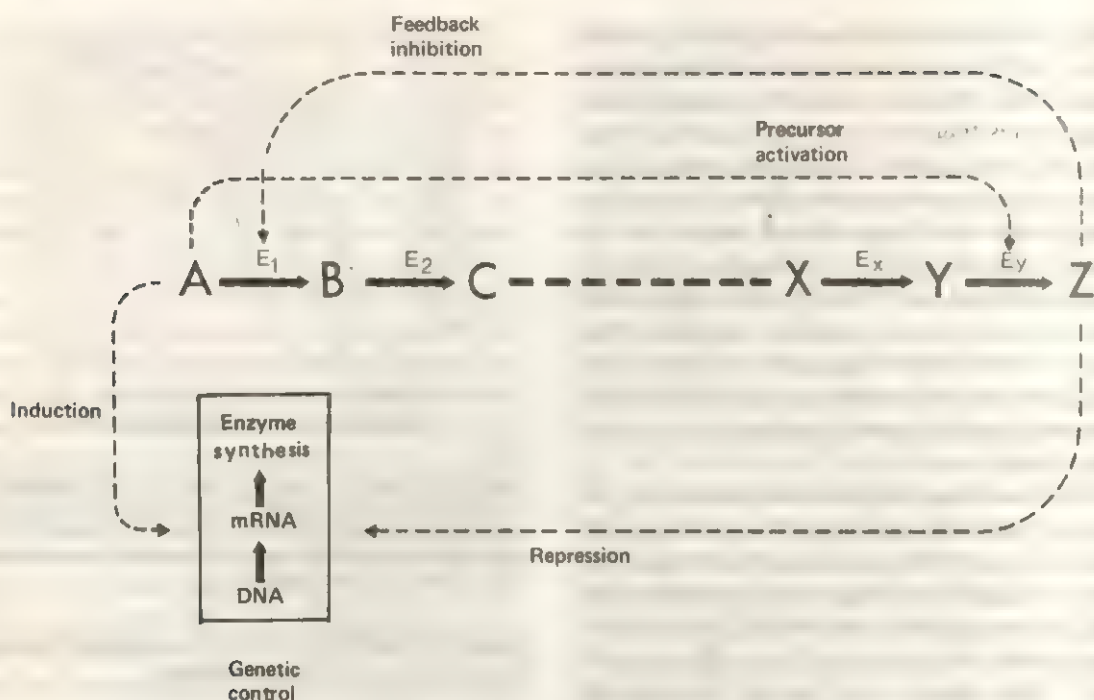 Feedback
inhibition
Precursor
activation
A E₁ B E₂ C X Eₓ Y Ey Z
Induction
Enzyme
synthesis
mRNA
DNA
Repression
Genetic
control